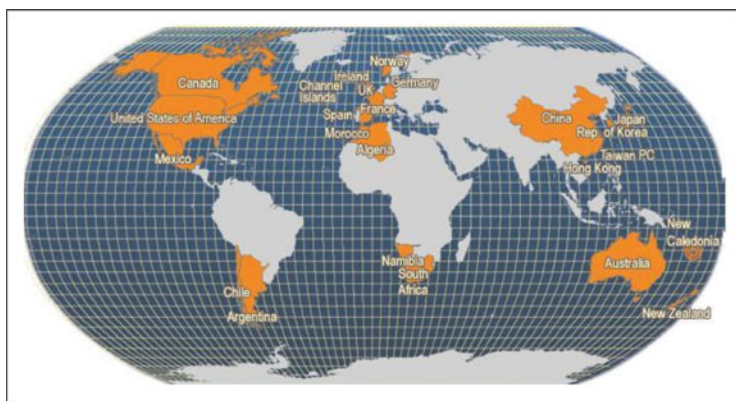 Canada
United States of America
Mexico
Chile
Argentina
Norway
Ireland
Germany
Channel
Islands
UK
France
Spain
Morocco
Algeria
Namibia
South
Africa
China
Japan
Rep. of Korea
Taiwan PC
Hong Kong
New
Caledonia
Australia
New Zealand